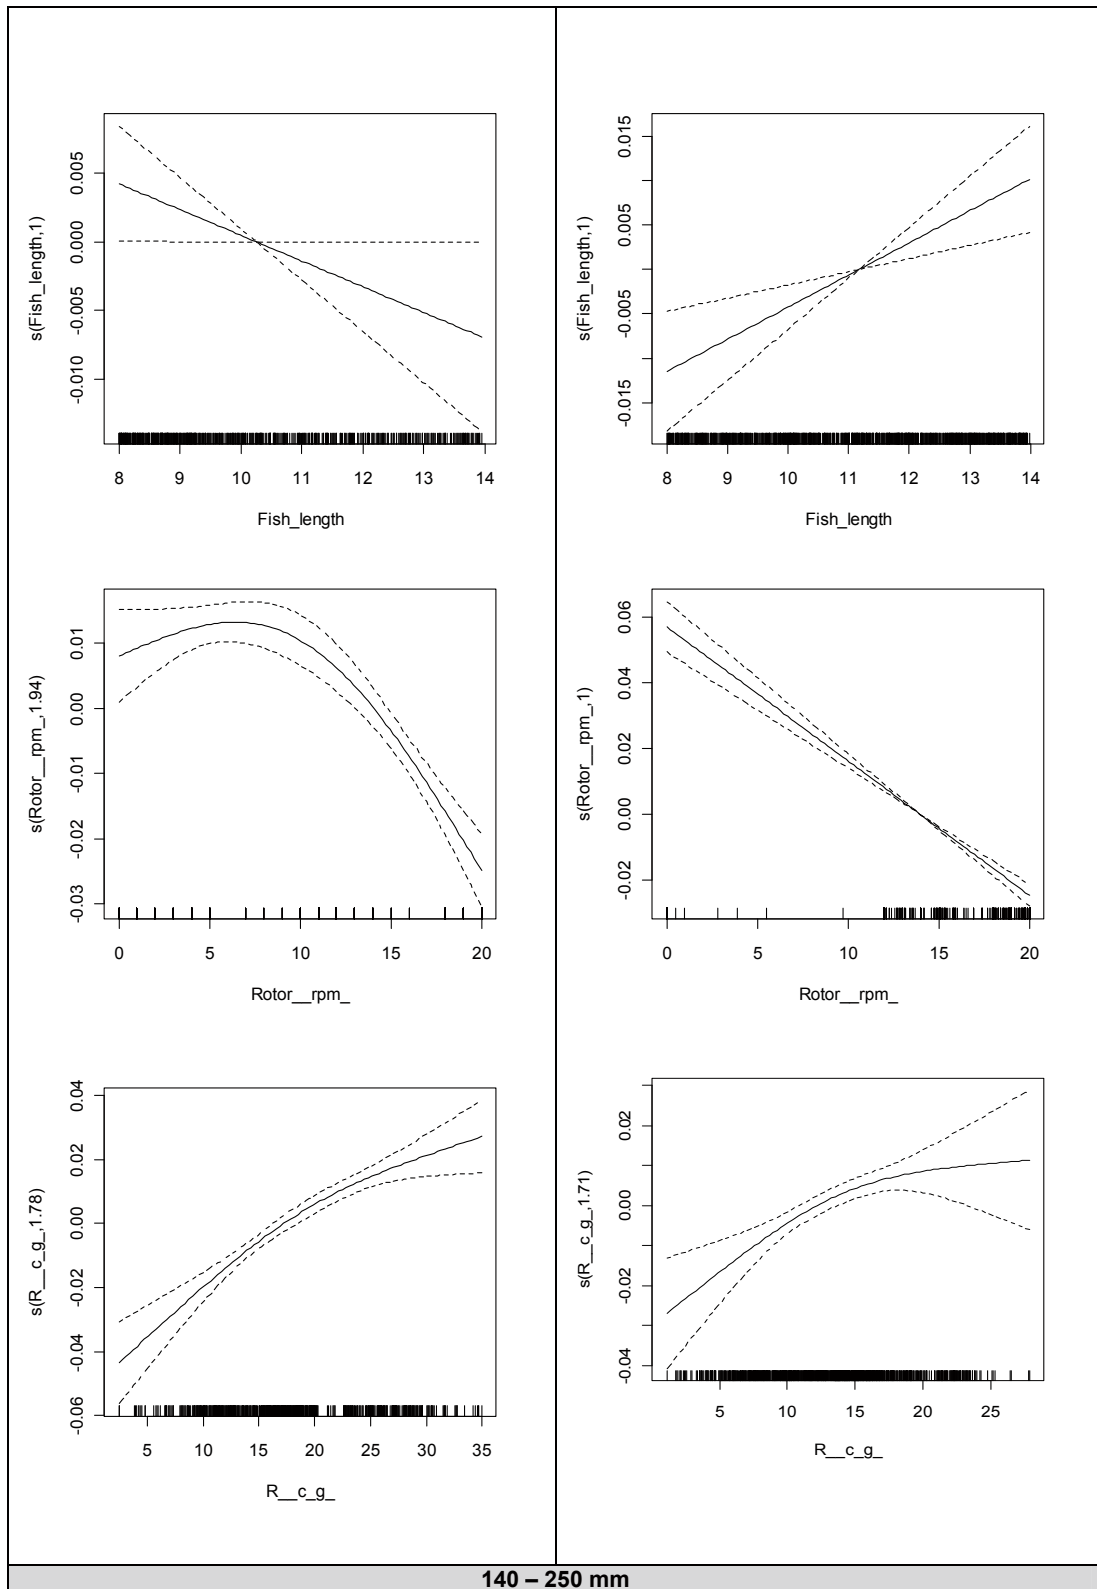 s(Fish_length,1)
0.005
0.000
-0.005
-0.010
8 9 10 11 12 13 14
Fish_length
s(Fish_length,1)
0.015
0.005
-0.005
-0.015
8 9 10 11 12 13 14
Fish_length
s(Rotor__rpm_,1.94)
0.01
0.00
-0.01
-0.02
-0.03
0 5 10 15 20
Rotor__rpm_
s(Rotor__rpm_,1)
0.06
0.04
0.02
0.00
-0.02
0 5 10 15 20
Rotor__rpm_
s(R__c_g_,1.78)
0.04
0.02
0.00
-0.02
-0.04
-0.06
5 10 15 20 25 30 35
R__c_g_
s(R__c_g_,1.71)
0.02
0.00
-0.02
-0.04
5 10 15 20 25
R__c_g_
140 – 250 mm